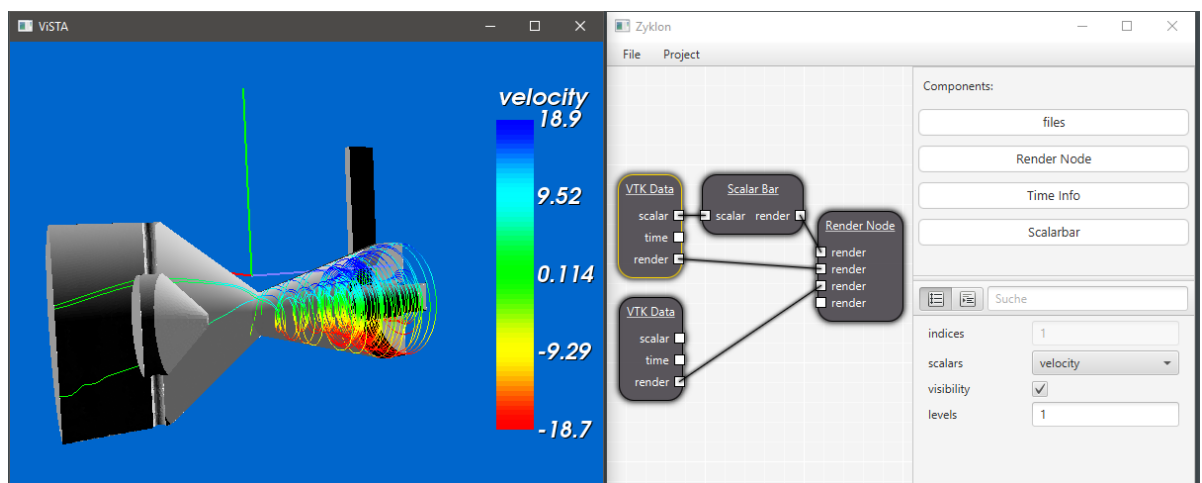 ViSTA
velocity
18.9
9.52
0.114
-9.29
-18.7
Zyklon
File Project
VTK Data
scalar
time
render
Scalar Bar
scalar render
Render Node
render
render
render
render
VTK Data
scalar
time
render
Components:
files
Render Node
Time Info
Scalarbar
Suche
indices 1
scalars velocity
visibility
levels 1